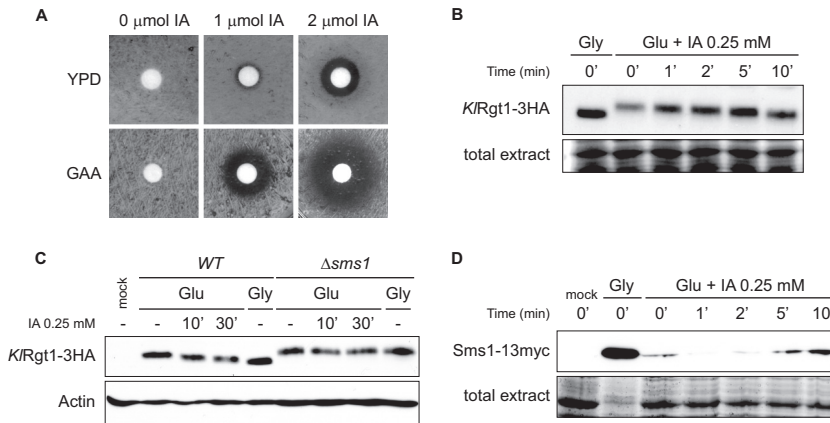 A
0 μmol IA 1 μmol IA 2 μmol IA
YPD
GAA
B
Gly Glu + IA 0.25 mM
Time (min) 0’ 0’ 1’ 2’ 5’ 10’
KlRgt1-3HA
total extract
C
WT Δsms1
mock Glu Gly Glu Gly
IA 0.25 mM - - 10’ 30’ - - 10’ 30’ -
KlRgt1-3HA
Actin
D
mock Gly Glu + IA 0.25 mM
Time (min) 0’ 0’ 0’ 1’ 2’ 5’ 10’
Sms1-13myc
total extract